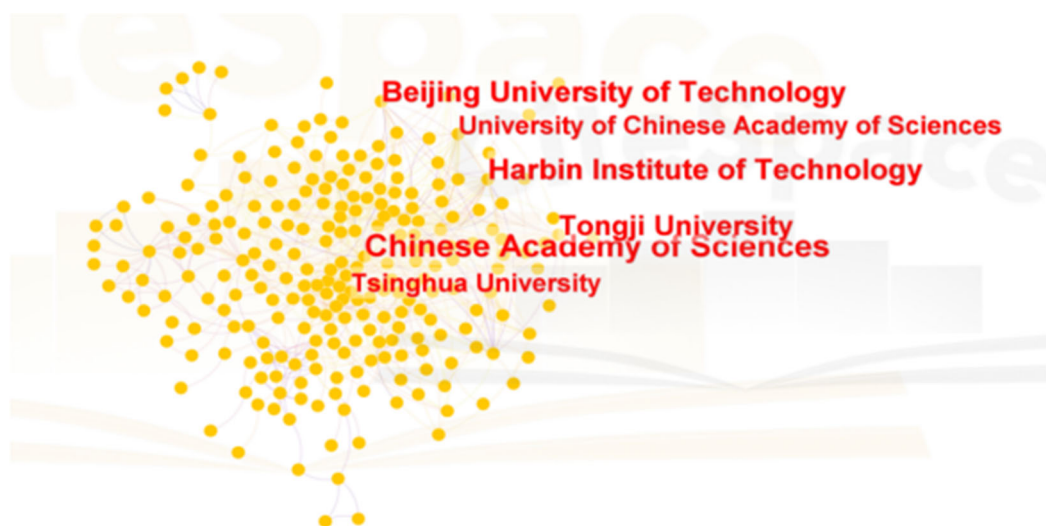 Beijing University of Technology
University of Chinese Academy of Sciences
Harbin Institute of Technology
Tongji University
Chinese Academy of Sciences
Tsinghua University